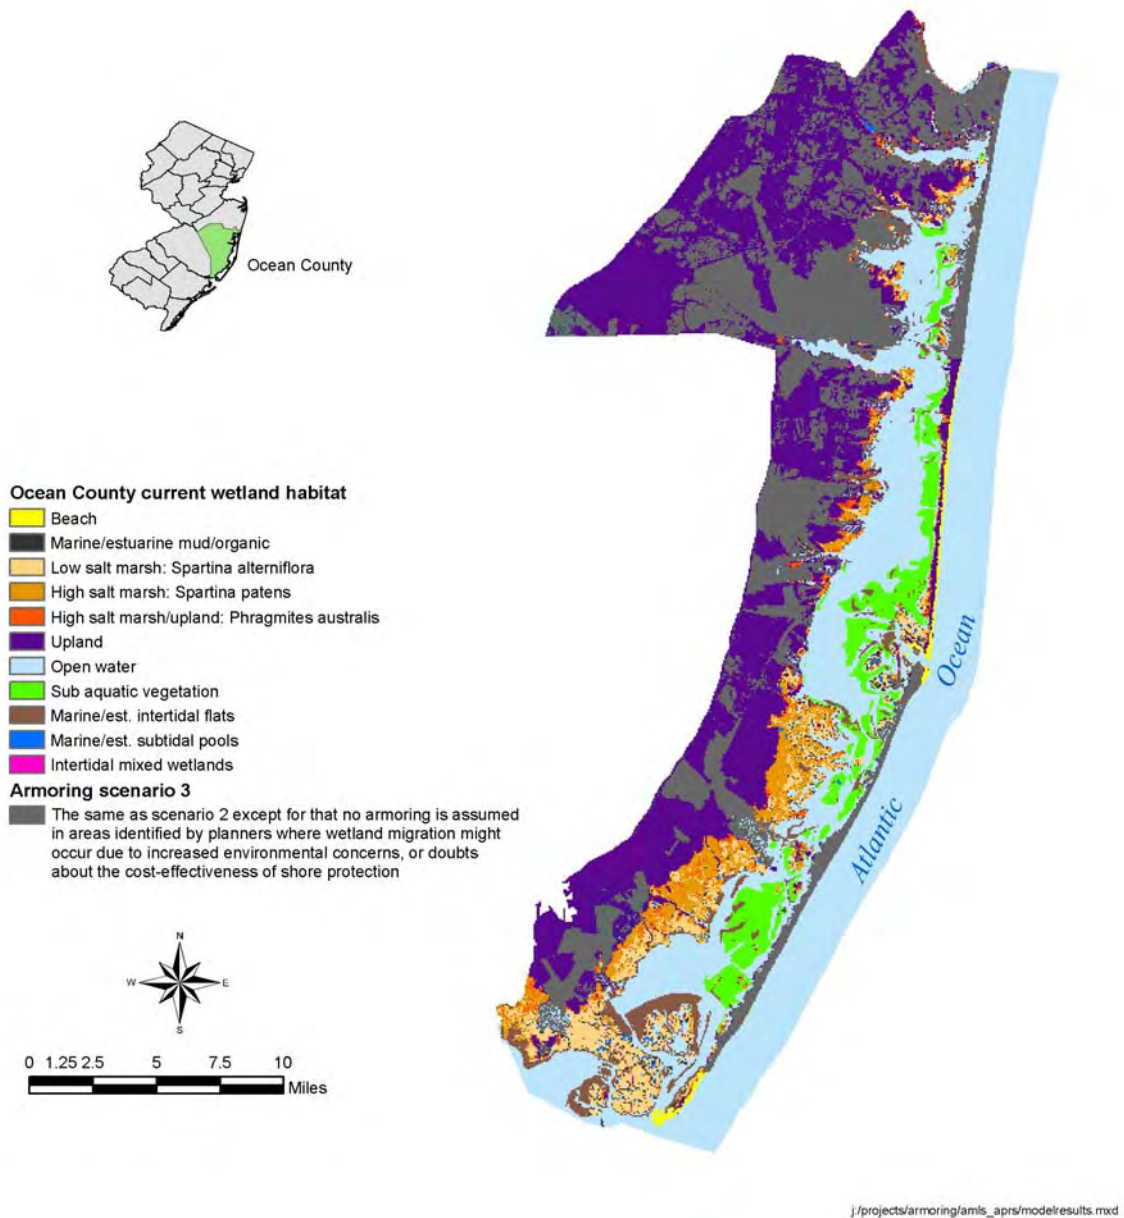 Ocean County
Ocean County current wetland habitat
Beach
Marine/estuarine mud/organic
Low salt marsh: Spartina alterniflora
High salt marsh: Spartina patens
High salt marsh/upland: Phragmites australis
Upland
Open water
Sub aquatic vegetation
Marine/est. intertidal flats
Marine/est. subtidal pools
Intertidal mixed wetlands
Armoring scenario 3
The same as scenario 2 except for that no armoring is assumed
in areas identified by planners where wetland migration might
occur due to increased environmental concerns, or doubts
about the cost-effectiveness of shore protection
N
W E
S
0 1.25 2.5 5 7.5 10
Miles
Atlantic
Ocean
j:/projects/armoring/amls_aprs/modelresults.mxd